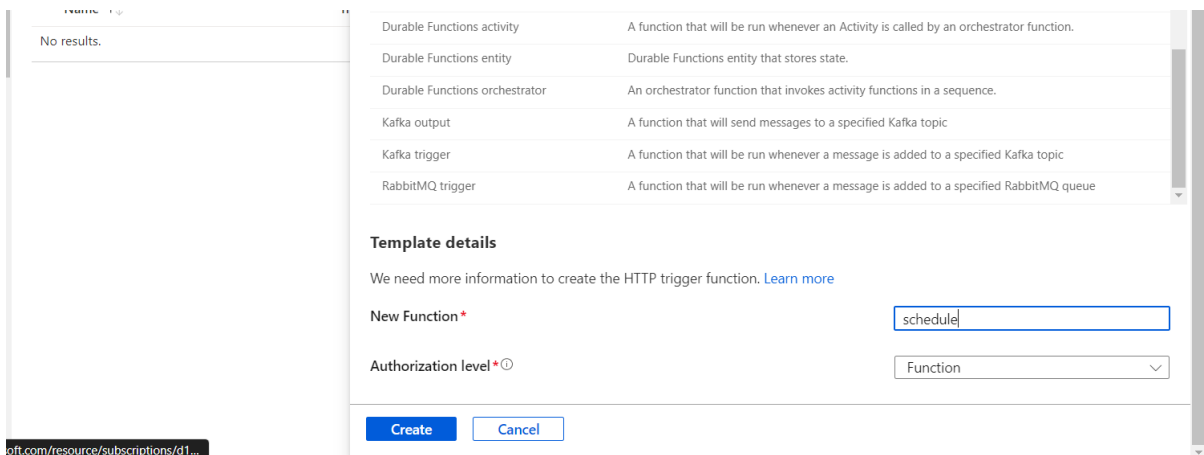 Name ↑↓
No results.
Durable Functions activity A function that will be run whenever an Activity is called by an orchestrator function.
Durable Functions entity Durable Functions entity that stores state.
Durable Functions orchestrator An orchestrator function that invokes activity functions in a sequence.
Kafka output A function that will send messages to a specified Kafka topic
Kafka trigger A function that will be run whenever a message is added to a specified Kafka topic
RabbitMQ trigger A function that will be run whenever a message is added to a specified RabbitMQ queue
Template details
We need more information to create the HTTP trigger function. Learn more
New Function* schedule
Authorization level* Function
Create Cancel
oft.com/resource/subscriptions/d1...